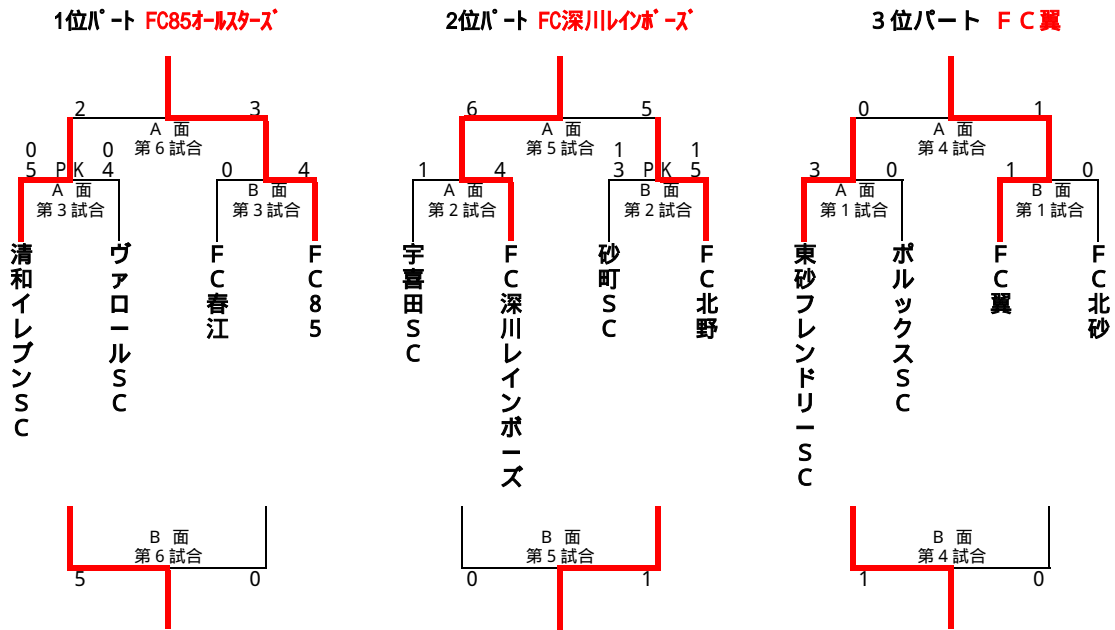 1位ﾊﾟｰﾄ FC85ｵｰﾙｽﾀｰｽﾞ
2
3
A 面
第6試合
0
0
5 PK 4
A 面
第3試合
0
4
B 面
第3試合
清和イレブンSC
ヴァロールSC
FC春江
FC85
B 面
第6試合
5
0
2位ﾊﾟｰﾄ FC深川ﾚｲﾝﾎﾞｰｽﾞ
6
5
A 面
第5試合
1
4
A 面
第2試合
1
1
3 PK 5
B 面
第2試合
宇喜田SC
FC深川レインボーズ
砂町SC
FC北野
B 面
第5試合
0
1
3位パート FC翼
0
1
A 面
第4試合
3
0
A 面
第1試合
1
0
B 面
第1試合
東砂フレンドリーSC
ポルックスSC
FC翼
FC北砂
B 面
第4試合
1
0